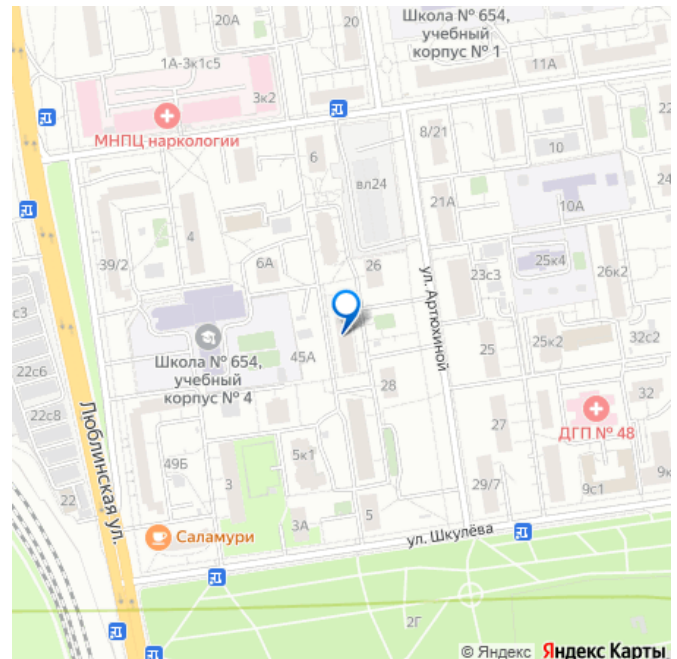 20А
20
Школа № 654,
учебный
корпус № 1
1А-3к1с5
11А
3к2
МНПЦ наркологии
8/21
22
6
10
вл24
24
21А
10А
4
39/2
6А
26
25к4
23с3
26к2
с3
ул. Артюхиной
32с2
25к2
25
Школа № 654,
учебный
корпус № 4
45А
22с6
28
32
22с8
ДГП № 48
Люблинская ул.
27
5к1
49Б
3
9к
29/7
9с1
22
3А
5
Саламури
ул. Шкулёва
2Г
© Яндекс Яндекс Карты